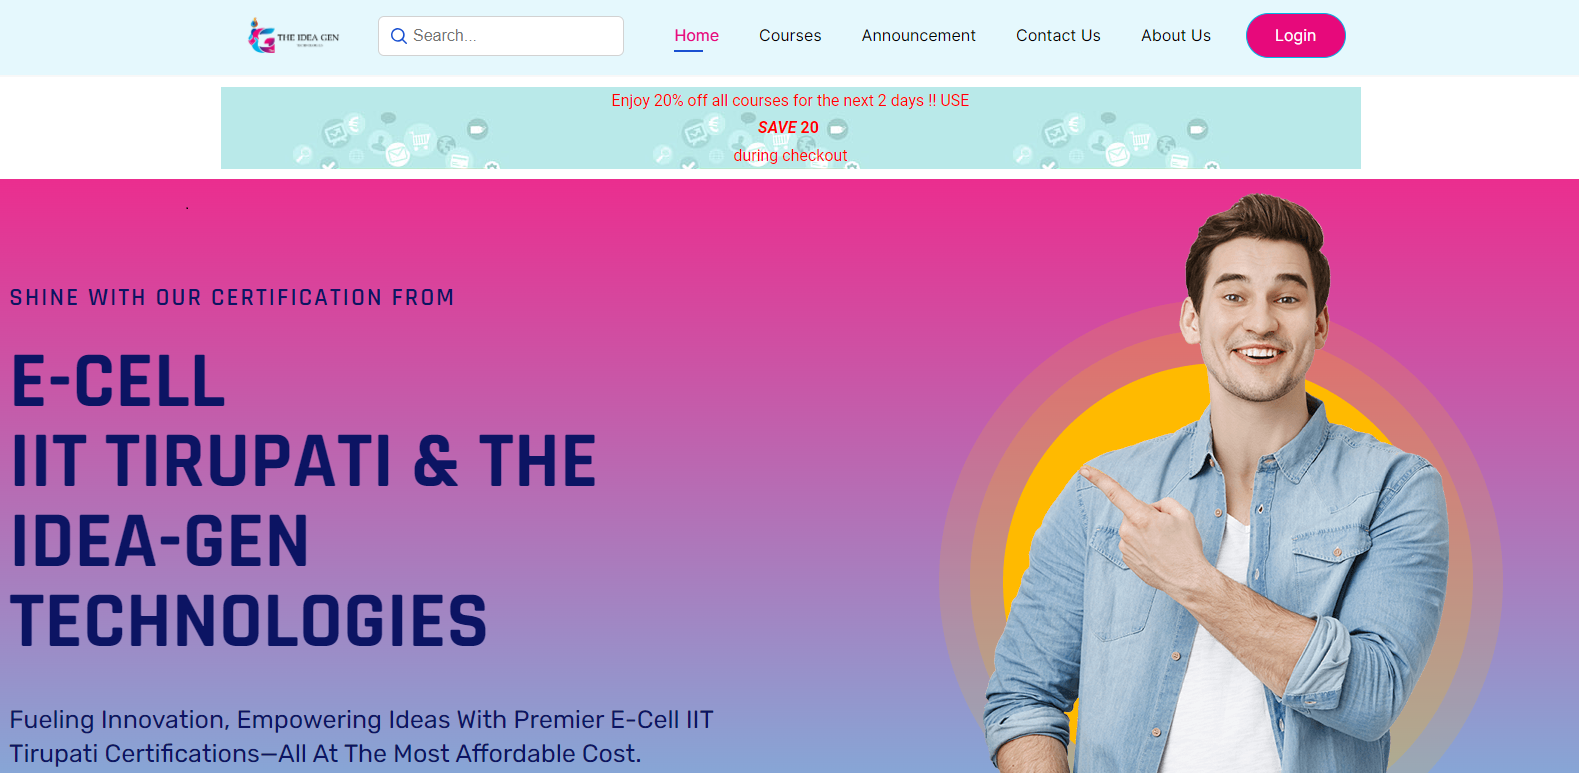 THE IDEA GEN
Search...
Home
Courses
Announcement
Contact Us
About Us
Login
Enjoy 20% off all courses for the next 2 days !! USE
SAVE 20
during checkout
.
SHINE WITH OUR CERTIFICATION FROM
E-CELL
IIT TIRUPATI & THE
IDEA-GEN
TECHNOLOGIES
Fueling Innovation, Empowering Ideas With Premier E-Cell IIT
Tirupati Certifications—All At The Most Affordable Cost.